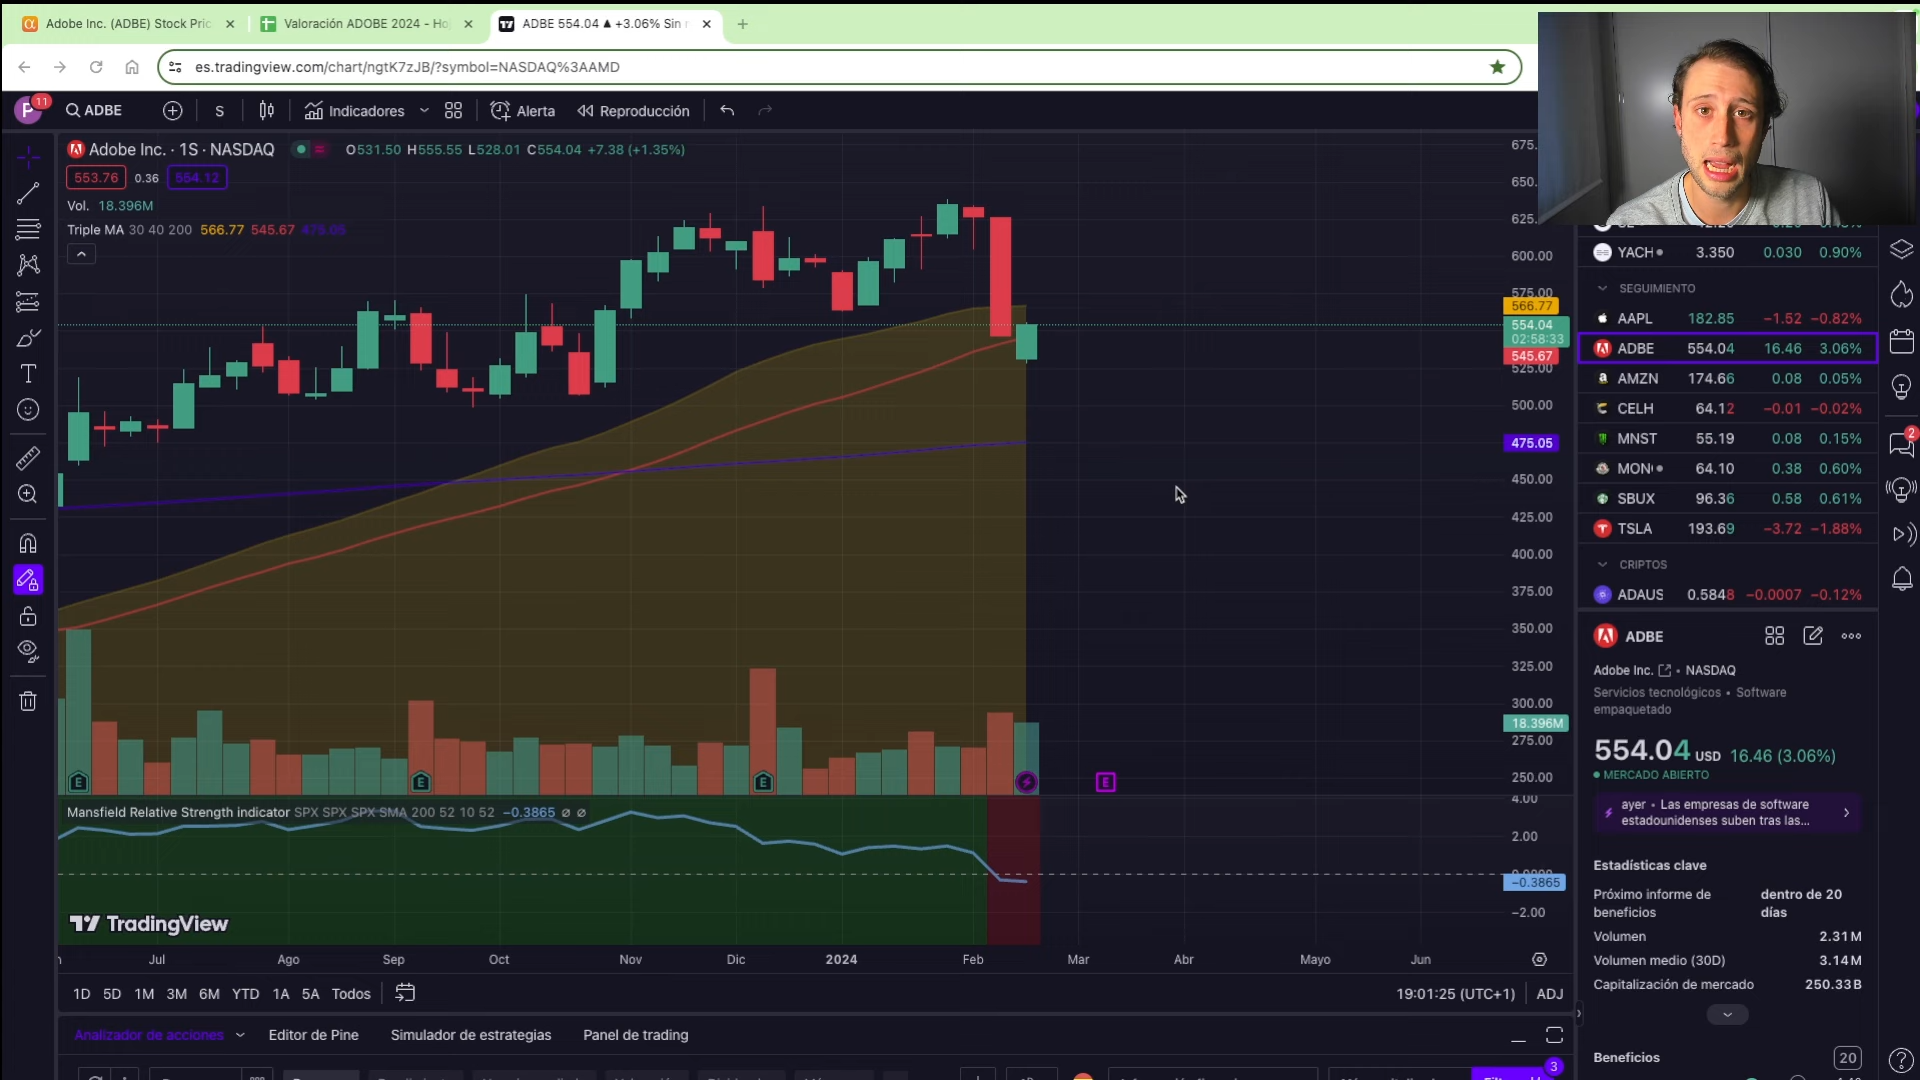 Adobe Inc. (ADBE) Stock Pric
Valoración ADOBE 2024 - Ho
ADBE 554.04 ▲ +3.06% Sin
es.tradingview.com/chart/ngtK7zJB/?symbol=NASDAQ%3AAMD
P
11
ADBE
S
Indicadores
Alerta
Reproducción
Adobe Inc. · 1S · NASDAQ
O531.50 H555.55 L528.01 C554.04 +7.38 (+1.35%)
553.76 0.36 554.12
Vol. 18.396M
Triple MA 30 40 200 566.77 545.67 475.05
675.
650.
625.
600.00
575.00
566.77
554.04
02:58:33
545.67
525.00
500.00
475.05
450.00
425.00
400.00
375.00
350.00
325.00
300.00
18.396M
275.00
250.00
E E E E
Mansfield Relative Strength indicator SPX SPX SPX SMA 200 52 10 52 −0.3865 ø ø
4.00
2.00
−0.3865
−2.00
TradingView
Jul Ago Sep Oct Nov Dic 2024 Feb Mar Abr Mayo Jun
1D 5D 1M 3M 6M YTD 1A 5A Todos
19:01:25 (UTC+1) ADJ
Analizador de acciones
Editor de Pine
Simulador de estrategias
Panel de trading
3
YACH 3.350 0.030 0.90%
SEGUIMIENTO
AAPL 182.85 −1.52 −0.82%
ADBE 554.04 16.46 3.06%
AMZN 174.66 0.08 0.05%
CELH 64.12 −0.01 −0.02%
MNST 55.19 0.08 0.15%
MON 64.10 0.38 0.60%
SBUX 96.36 0.58 0.61%
TSLA 193.69 −3.72 −1.88%
CRIPTOS
ADAUS 0.5848 −0.0007 −0.12%
2
ADBE
Adobe Inc. • NASDAQ
Servicios tecnológicos • Software
empaquetado
554.04 USD 16.46 (3.06%)
MERCADO ABIERTO
ayer • Las empresas de software
estadounidenses suben tras las...
Estadísticas clave
Próximo informe de
beneficios
dentro de 20
días
Volumen 2.31M
Volumen medio (30D) 3.14M
Capitalización de mercado 250.33B
Beneficios 20